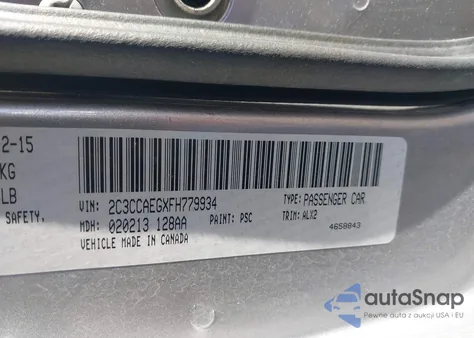 2-15
KG
LB
SAFETY.
VIN: 2C3CCAEGXFH779934
TYPE: PASSENGER CAR
MDH: 020213 128AA
PAINT: PSC
TRIM: ALX2
VEHICLE MADE IN CANADA
4658843
autoSnap
Pewne auta z aukcji USA i EU